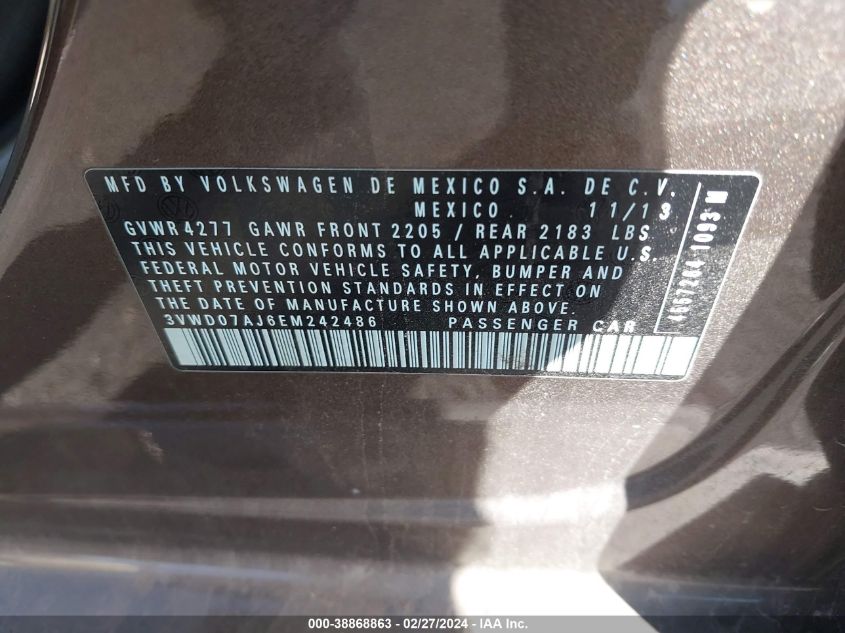 MFD BY VOLKSWAGEN DE MEXICO S.A. DE C.V.
MEXICO. 11/13
GVWR 4277 GAWR FRONT 2205 / REAR 2183 LBS
THIS VEHICLE CONFORMS TO ALL APPLICABLE U.S.
FEDERAL MOTOR VEHICLE SAFETY, BUMPER AND
THEFT PREVENTION STANDARDS IN EFFECT ON
THE DATE OF MANUFACTURE SHOWN ABOVE.
3VWD07AJ6EM242486 PASSENGER CAR
1093 M
000-38868863 - 02/27/2024 - IAA Inc.